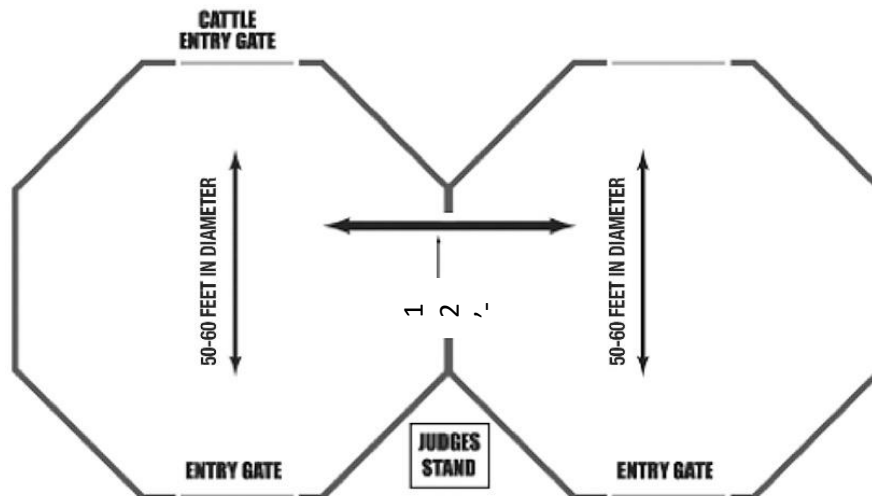 CATTLE
ENTRY GATE
50-60 FEET IN DIAMETER
50-60 FEET IN DIAMETER
1
2
'-
JUDGES
STAND
ENTRY GATE
ENTRY GATE